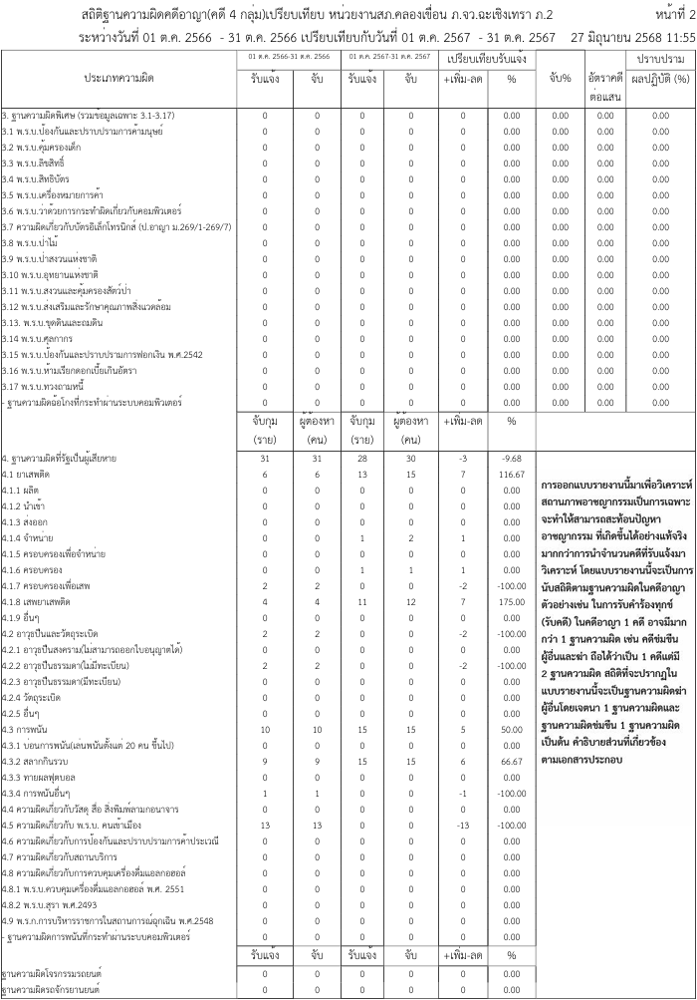 สถิติฐานความผิดคดีอาญา(คดี 4 กลุ่ม)เปรียบเทียบ หน่วยงานสภ.คลองเขื่อน ภ.จว.ฉะเชิงเทรา ภ.2 หน้าที่ 2
ระหว่างวันที่ 01 ต.ค. 2566 - 31 ต.ค. 2566 เปรียบเทียบกับวันที่ 01 ต.ค. 2567 - 31 ต.ค. 2567 27 มิถุนายน 2568 11:55
ประเภทความผิด 01 ต.ค. 2566-31 ต.ค. 2566 01 ต.ค. 2567-31 ต.ค. 2567 เปรียบเทียบรับแจ้ง จับ% อัตราคดีต่อแสน ปราบปราม
รับแจ้ง จับ รับแจ้ง จับ +เพิ่ม-ลด % ผลปฏิบัติ (%)
3. ฐานความผิดพิเศษ (รวมข้อมูลเฉพาะ 3.1-3.17) 0 0 0 0 0 0.00 0.00 0.00 0.00
3.1 พ.ร.บ.ป้องกันและปราบปรามการค้ามนุษย์ 0 0 0 0 0 0.00 0.00 0.00 0.00
3.2 พ.ร.บ.คุ้มครองเด็ก 0 0 0 0 0 0.00 0.00 0.00 0.00
3.3 พ.ร.บ.ลิขสิทธิ์ 0 0 0 0 0 0.00 0.00 0.00 0.00
3.4 พ.ร.บ.สิทธิบัตร 0 0 0 0 0 0.00 0.00 0.00 0.00
3.5 พ.ร.บ.เครื่องหมายการค้า 0 0 0 0 0 0.00 0.00 0.00 0.00
3.6 พ.ร.บ.ว่าด้วยการกระทำผิดเกี่ยวกับคอมพิวเตอร์ 0 0 0 0 0 0.00 0.00 0.00 0.00
3.7 ความผิดเกี่ยวกับบัตรอิเล็กโทรนิกส์ (ป.อาญา ม.269/1-269/7) 0 0 0 0 0 0.00 0.00 0.00 0.00
3.8 พ.ร.บ.ป่าไม้ 0 0 0 0 0 0.00 0.00 0.00 0.00
3.9 พ.ร.บ.ป่าสงวนแห่งชาติ 0 0 0 0 0 0.00 0.00 0.00 0.00
3.10 พ.ร.บ.อุทยานแห่งชาติ 0 0 0 0 0 0.00 0.00 0.00 0.00
3.11 พ.ร.บ.สงวนและคุ้มครองสัตว์ป่า 0 0 0 0 0 0.00 0.00 0.00 0.00
3.12 พ.ร.บ.ส่งเสริมและรักษาคุณภาพสิ่งแวดล้อม 0 0 0 0 0 0.00 0.00 0.00 0.00
3.13. พ.ร.บ.ขุดดินและถมดิน 0 0 0 0 0 0.00 0.00 0.00 0.00
3.14 พ.ร.บ.ศุลกากร 0 0 0 0 0 0.00 0.00 0.00 0.00
3.15 พ.ร.บ.ป้องกันและปราบปรามการฟอกเงิน พ.ศ.2542 0 0 0 0 0 0.00 0.00 0.00 0.00
3.16 พ.ร.บ.ห้ามเรียกดอกเบี้ยเกินอัตรา 0 0 0 0 0 0.00 0.00 0.00 0.00
3.17 พ.ร.บ.ทวงถามหนี้ 0 0 0 0 0 0.00 0.00 0.00 0.00
- ฐานความผิดฉ้อโกงที่กระทำผ่านระบบคอมพิวเตอร์ 0 0 0 0 0 0.00 0.00 0.00 0.00
จับกุม ผู้ต้องหา จับกุม ผู้ต้องหา +เพิ่ม-ลด %
(ราย) (คน) (ราย) (คน)
4. ฐานความผิดที่รัฐเป็นผู้เสียหาย 31 31 28 30 -3 -9.68
4.1 ยาเสพติด 6 6 13 15 7 116.67
4.1.1 ผลิต 0 0 0 0 0 0.00
4.1.2 นำเข้า 0 0 0 0 0 0.00
4.1.3 ส่งออก 0 0 0 0 0 0.00
4.1.4 จำหน่าย 0 0 1 2 1 0.00
4.1.5 ครอบครองเพื่อจำหน่าย 0 0 0 0 0 0.00
4.1.6 ครอบครอง 0 0 1 1 1 0.00
4.1.7 ครอบครองเพื่อเสพ 2 2 0 0 -2 -100.00
4.1.8 เสพยาเสพติด 4 4 11 12 7 175.00
4.1.9 อื่นๆ 0 0 0 0 0 0.00
4.2 อาวุธปืนและวัตถุระเบิด 2 2 0 0 -2 -100.00
4.2.1 อาวุธปืนสงคราม(ไม่สามารถออกใบอนุญาตได้) 0 0 0 0 0 0.00
4.2.2 อาวุธปืนธรรมดา(ไม่มีทะเบียน) 2 2 0 0 -2 -100.00
4.2.3 อาวุธปืนธรรมดา(มีทะเบียน) 0 0 0 0 0 0.00
4.2.4 วัตถุระเบิด 0 0 0 0 0 0.00
4.2.5 อื่นๆ 0 0 0 0 0 0.00
4.3 การพนัน 10 10 15 15 5 50.00
4.3.1 บ่อนการพนัน(เล่นพนันตั้งแต่ 20 คน ขึ้นไป) 0 0 0 0 0 0.00
4.3.2 สลากกินรวบ 9 9 15 15 6 66.67
4.3.3 ทายผลฟุตบอล 0 0 0 0 0 0.00
4.3.4 การพนันอื่นๆ 1 1 0 0 -1 -100.00
4.4 ความผิดเกี่ยวกับวัสดุ สื่อ สิ่งพิมพ์ลามกอนาจาร 0 0 0 0 0 0.00
4.5 ความผิดเกี่ยวกับ พ.ร.บ. คนเข้าเมือง 13 13 0 0 -13 -100.00
4.6 ความผิดเกี่ยวกับการป้องกันและปราบปรามการค้าประเวณี 0 0 0 0 0 0.00
4.7 ความผิดเกี่ยวกับสถานบริการ 0 0 0 0 0 0.00
4.8 ความผิดเกี่ยวกับการควบคุมเครื่องดื่มแอลกอฮอล์ 0 0 0 0 0 0.00
4.8.1 พ.ร.บ.ควบคุมเครื่องดื่มแอลกอฮอล์ พ.ศ. 2551 0 0 0 0 0 0.00
4.8.2 พ.ร.บ.สุรา พ.ศ.2493 0 0 0 0 0 0.00
4.9 พ.ร.ก.การบริหารราชการในสถานการณ์ฉุกเฉิน พ.ศ.2548 0 0 0 0 0 0.00
- ฐานความผิดการพนันที่กระทำผ่านระบบคอมพิวเตอร์ 0 0 0 0 0 0.00
รับแจ้ง จับ รับแจ้ง จับ +เพิ่ม-ลด %
ฐานความผิดโจรกรรมรถยนต์ 0 0 0 0 0 0.00
ฐานความผิดรถจักรยานยนต์ 0 0 0 0 0 0.00
การออกแบบรายงานนี้มาเพื่อวิเคราะห์
สถานภาพอาชญากรรมเป็นการเฉพาะ
จะทำให้สามารถสะท้อนปัญหา
อาชญากรรม ที่เกิดขึ้นได้อย่างแท้จริง
มากกว่าการนำจำนวนคดีที่รับแจ้งมา
วิเคราะห์ โดยแบบรายงานนี้จะเป็นการ
นับสถิติตามฐานความผิดในคดีอาญา
ตัวอย่างเช่น ในการรับคำร้องทุกข์
(รับคดี) ในคดีอาญา 1 คดี อาจมีมาก
กว่า 1 ฐานความผิด เช่น คดีข่มขืน
ผู้อื่นและฆ่า ถือได้ว่าเป็น 1 คดีแต่มี
2 ฐานความผิด สถิติที่จะปรากฏใน
แบบรายงานนี้จะเป็นฐานความผิดฆ่า
ผู้อื่นโดยเจตนา 1 ฐานความผิดและ
ฐานความผิดข่มขืน 1 ฐานความผิด
เป็นต้น คำอธิบายส่วนที่เกี่ยวข้อง
ตามเอกสารประกอบ